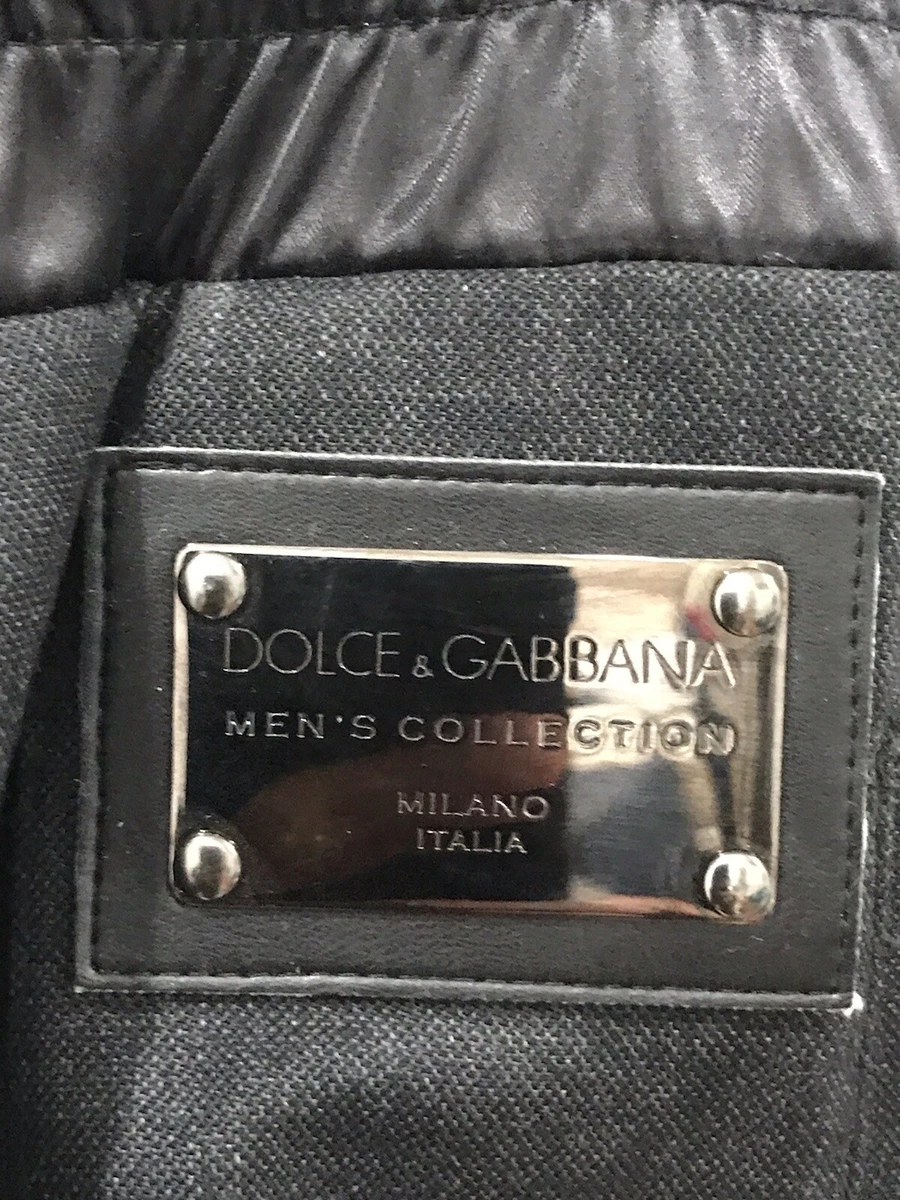 DOLCE & GABBANA
MEN'S COLLECTION
MILANO
ITALIA